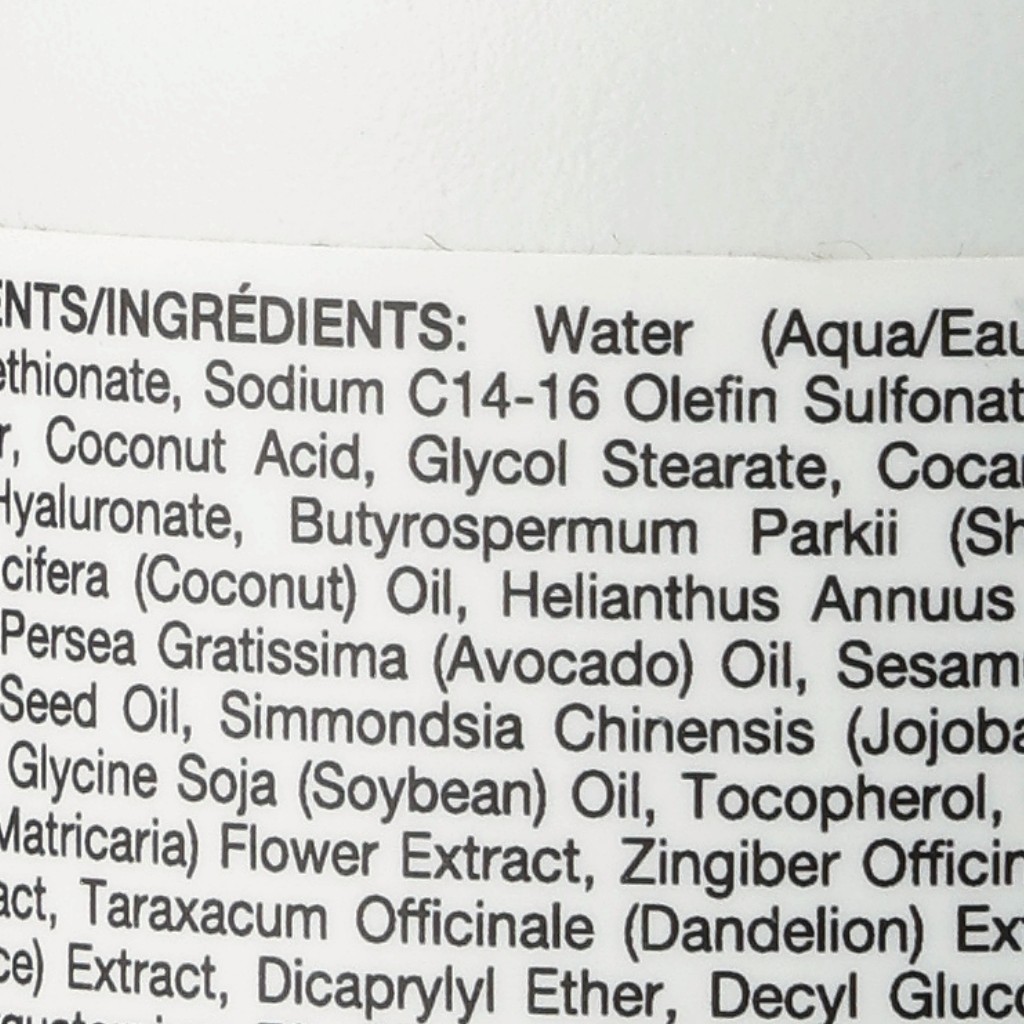 ENTS/INGRÉDIENTS: Water (Aqua/Eau
ethionate, Sodium C14-16 Olefin Sulfonat
r, Coconut Acid, Glycol Stearate, Coca
Hyaluronate, Butyrospermum Parkii (Sh
cifera (Coconut) Oil, Helianthus Annuus
Persea Gratissima (Avocado) Oil, Sesam
Seed Oil, Simmondsia Chinensis (Jojoba
Glycine Soja (Soybean) Oil, Tocopherol,
Matricaria) Flower Extract, Zingiber Officin
act, Taraxacum Officinale (Dandelion) Ex
ce) Extract, Dicaprylyl Ether, Decyl Gluc